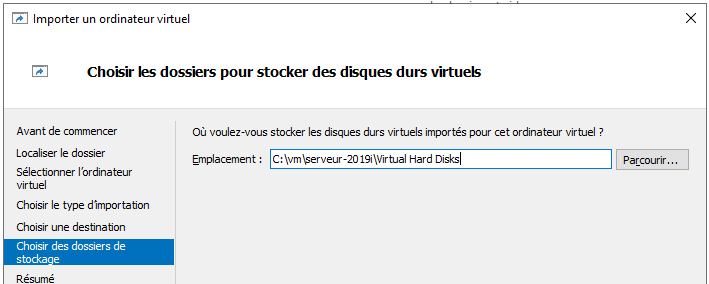 Importer un ordinateur virtuel
Choisir les dossiers pour stocker des disques durs virtuels
Avant de commencer
Localiser le dossier
Sélectionner l'ordinateur
virtuel
Choisir le type d'importation
Choisir une destination
Choisir des dossiers de
stockage
Résumé
Où voulez-vous stocker les disques durs virtuels importés pour cet ordinateur virtuel ?
Emplacement : C:\vm\serveur-2019i\Virtual Hard Disks Parcourir...